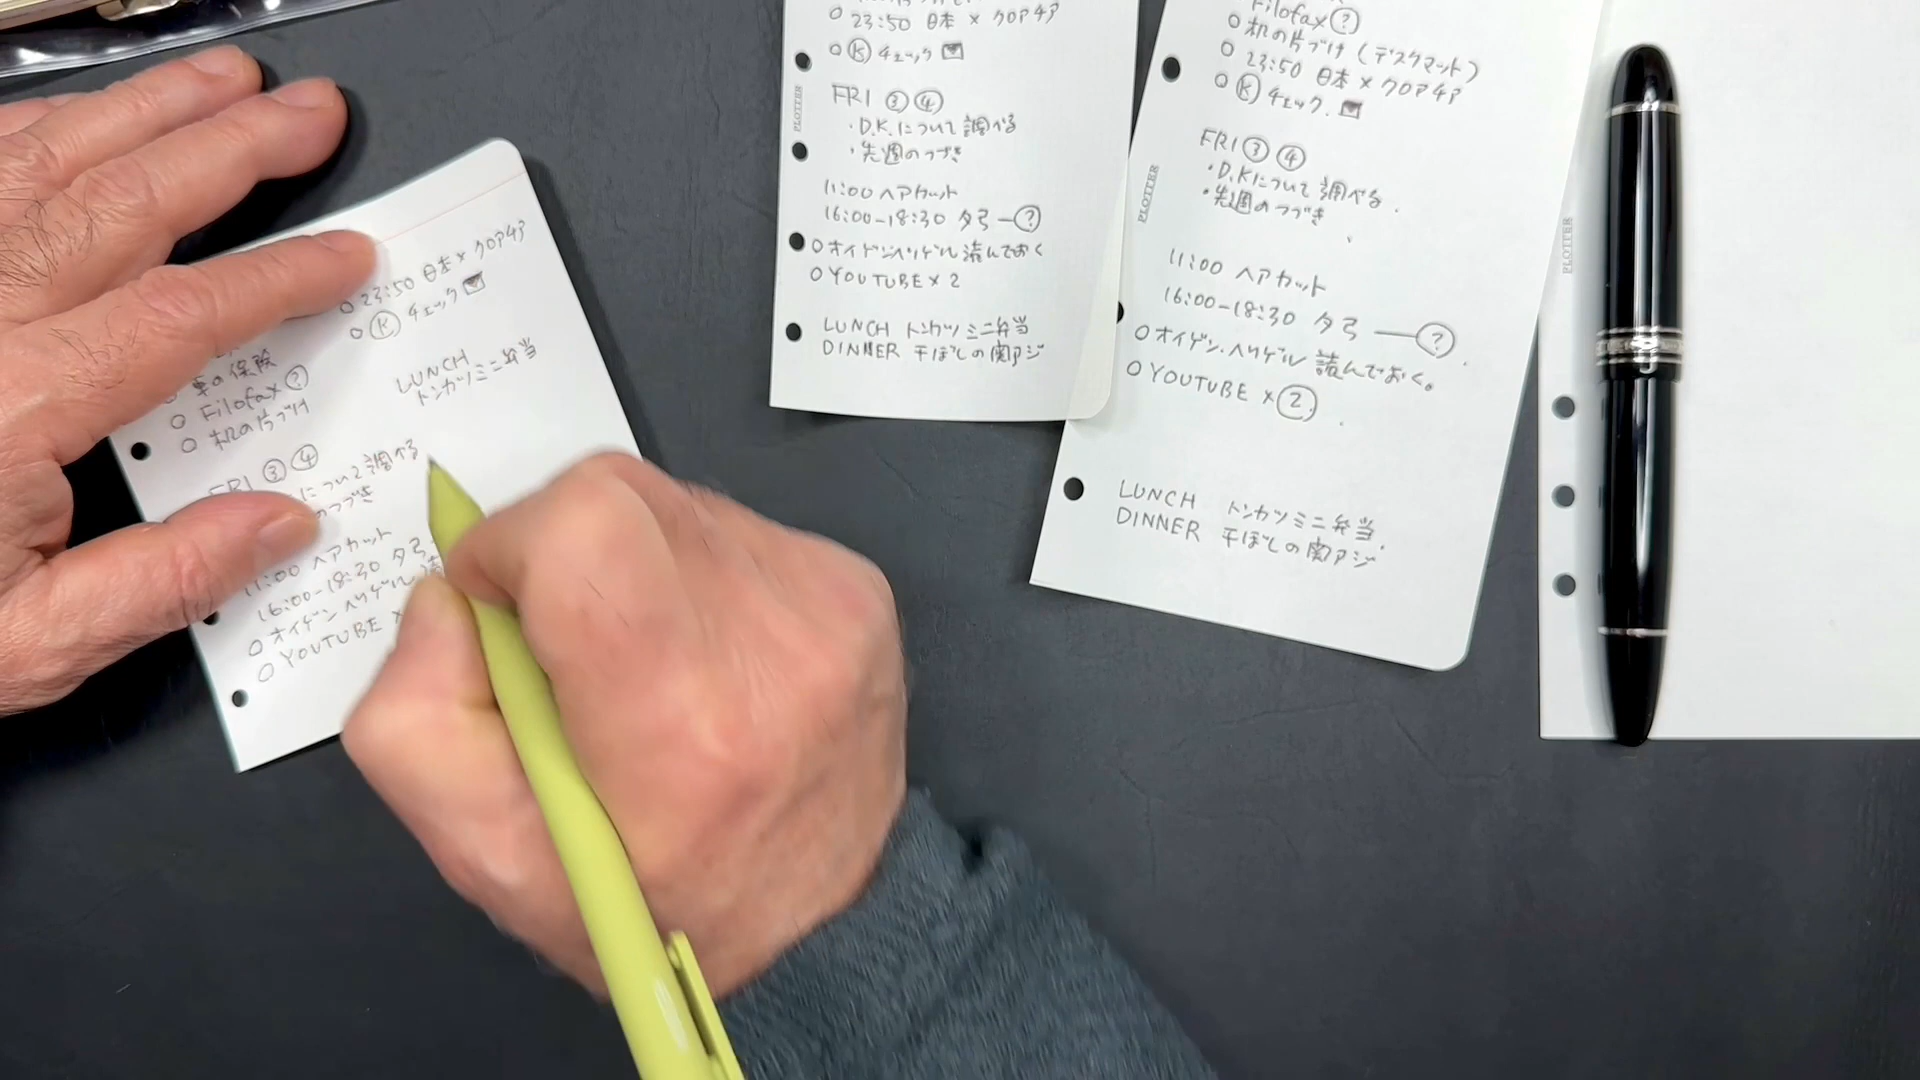 ○ 23:50 日本 × クロアチア
○ Ⓚ チェック
車の保険
○ Filofax ?
○ 机の片づけ
LUNCH
トンカツミニ弁当
FRI ③ ④
について調べる
のつづき
11:00 ヘアカット
16:00-18:30 夕弓
○ オイゲンヘリゲル
○ YOUTUBE ×
○ 23:50 日本 × クロアチア
○ Ⓚ チェック
FRI ③ ④
・D.K.について調べる
・先週のつづき
11:00 ヘアカット
16:00-18:30 夕弓 — ?
○ オイゲンヘリゲル 読んでおく
○ YOUTUBE × 2
LUNCH トンカツミニ弁当
DINNER 干ぼしの関アジ
PLOTTER
Filofax ?
○ 机の片づけ (デスクマット)
○ 23:50 日本 × クロアチア
○ Ⓚ チェック.
FRI ③ ④
・D.Kについて調べる.
・先週のつづき
11:00 ヘアカット
16:00-18:30 夕弓 — ?
○ オイゲン.ヘリゲル 読んでおく。
○ YOUTUBE × ②
LUNCH トンカツミニ弁当.
DINNER 干ぼしの関アジ
PLOTTER
PLOTTER